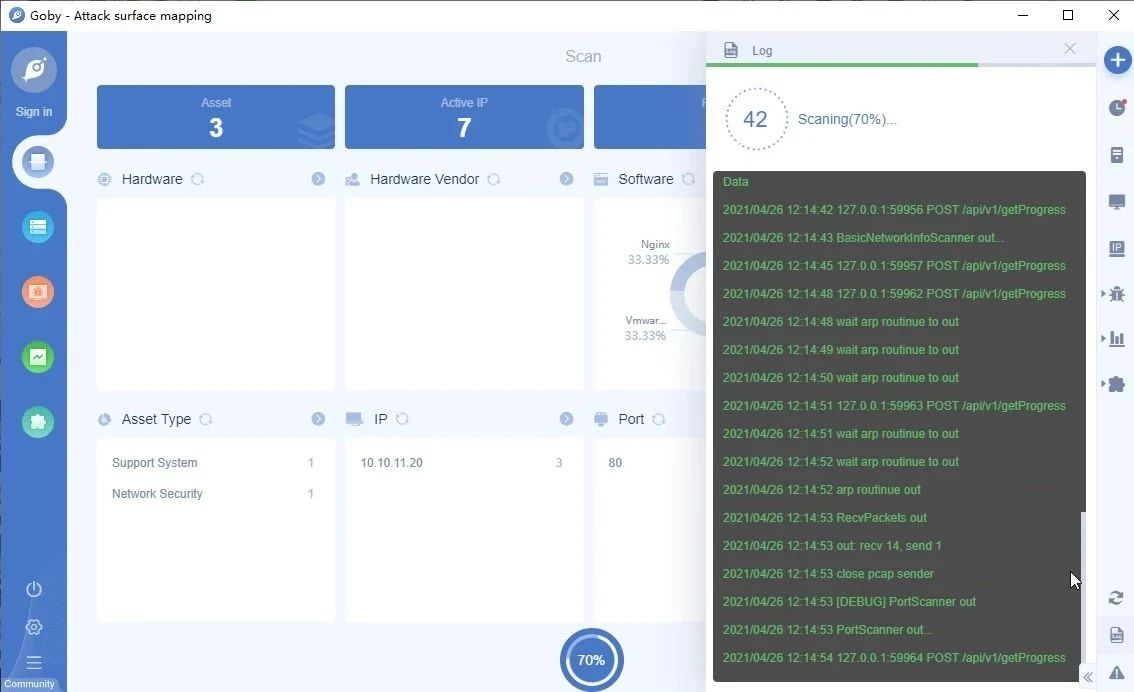 Goby - Attack surface mapping
Sign in
Scan
Asset
3
Active IP
7
Hardware
Hardware Vendor
Software
Nginx
33.33%
Vmwar...
33.33%
Asset Type
Support System 1
Network Security 1
IP
10.10.11.20 3
Port
80
70%
Community
Log
42
Scaning(70%)...
Data
2021/04/26 12:14:42 127.0.0.1:59956 POST /api/v1/getProgress
2021/04/26 12:14:43 BasicNetworkInfoScanner out...
2021/04/26 12:14:45 127.0.0.1:59957 POST /api/v1/getProgress
2021/04/26 12:14:48 127.0.0.1:59962 POST /api/v1/getProgress
2021/04/26 12:14:48 wait arp routinue to out
2021/04/26 12:14:49 wait arp routinue to out
2021/04/26 12:14:50 wait arp routinue to out
2021/04/26 12:14:51 127.0.0.1:59963 POST /api/v1/getProgress
2021/04/26 12:14:51 wait arp routinue to out
2021/04/26 12:14:52 wait arp routinue to out
2021/04/26 12:14:52 arp routinue out
2021/04/26 12:14:53 RecvPackets out
2021/04/26 12:14:53 out: recv 14, send 1
2021/04/26 12:14:53 close pcap sender
2021/04/26 12:14:53 [DEBUG] PortScanner out
2021/04/26 12:14:53 PortScanner out...
2021/04/26 12:14:54 127.0.0.1:59964 POST /api/v1/getProgress
IP